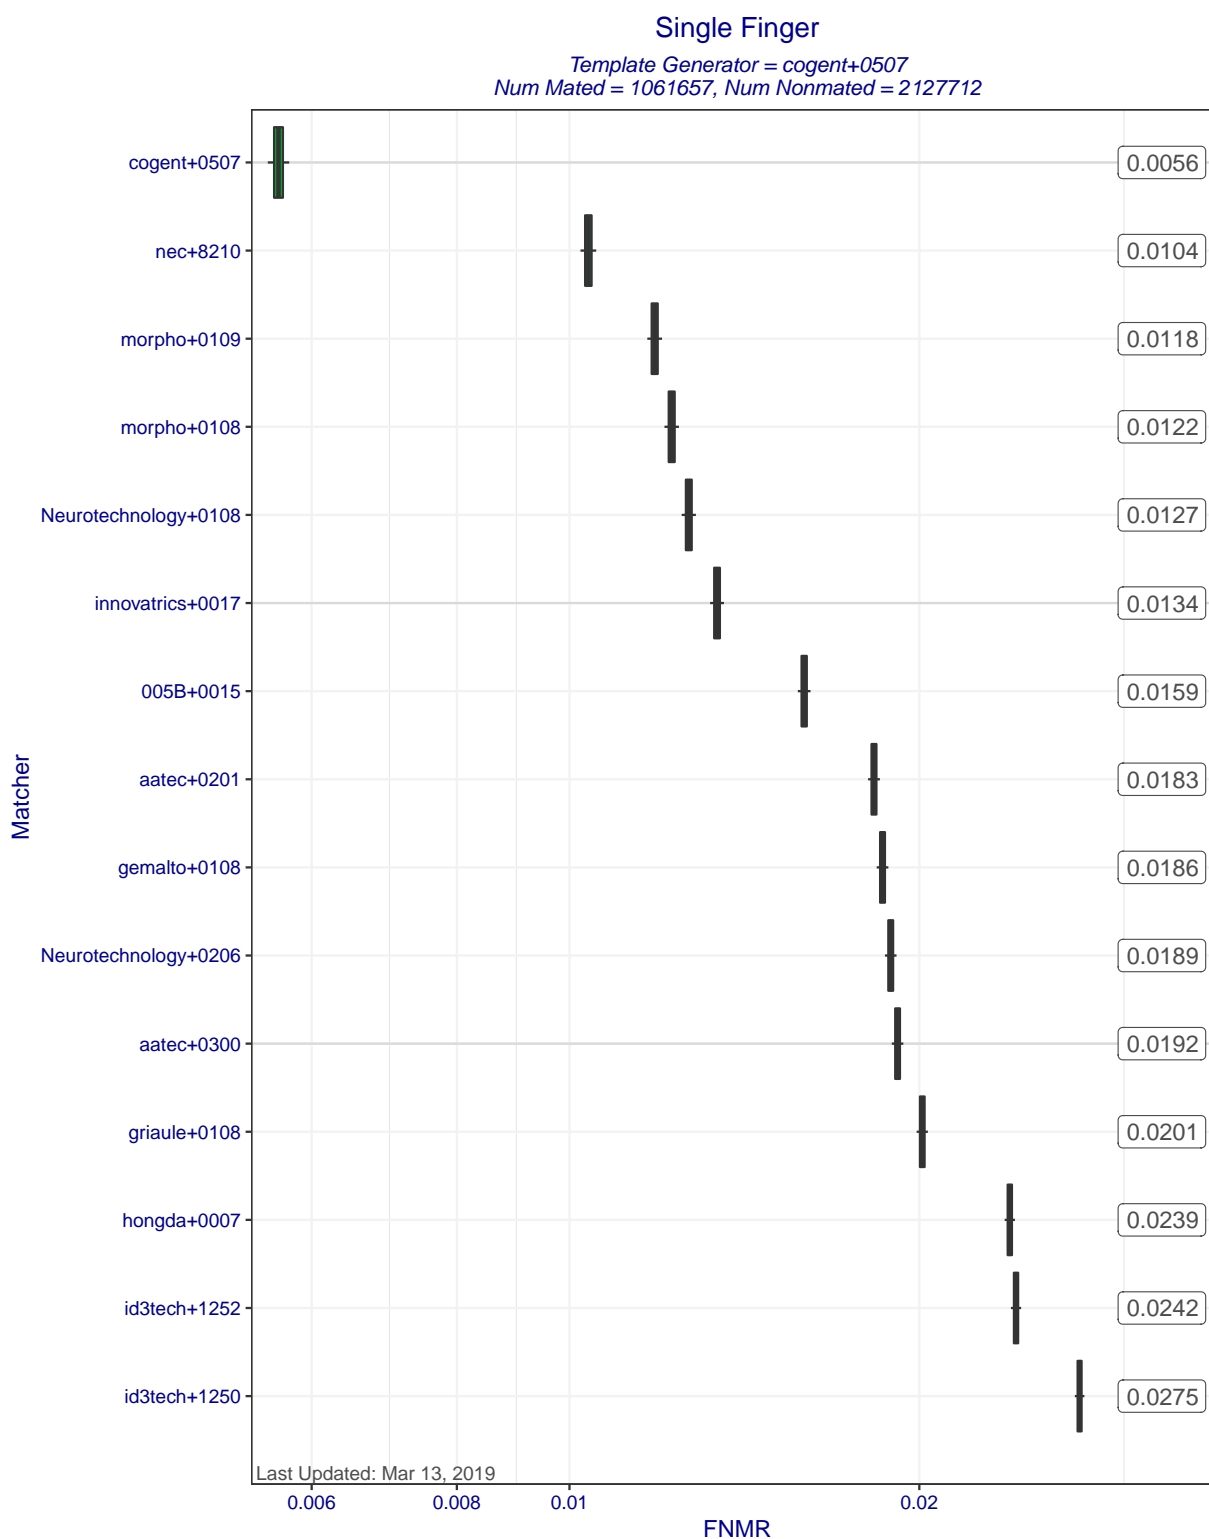 Single Finger
Template Generator = cogent+0507
Num Mated = 1061657, Num Nonmated = 2127712
cogent+0507 0.0056
nec+8210 0.0104
morpho+0109 0.0118
morpho+0108 0.0122
Neurotechnology+0108 0.0127
innovatrics+0017 0.0134
005B+0015 0.0159
aatec+0201 0.0183
gemalto+0108 0.0186
Neurotechnology+0206 0.0189
aatec+0300 0.0192
griaule+0108 0.0201
hongda+0007 0.0239
id3tech+1252 0.0242
id3tech+1250 0.0275
Matcher
Last Updated: Mar 13, 2019
0.006 0.008 0.01 0.02
FNMR